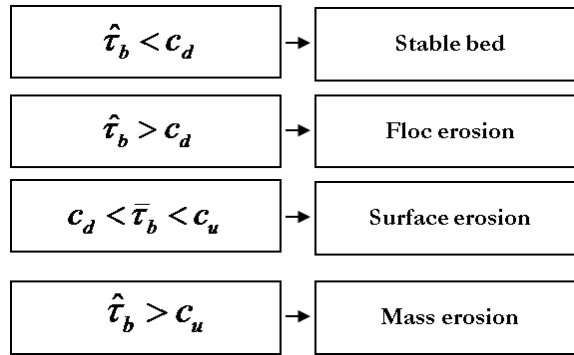 τ̂_b < c_d
Stable bed
τ̂_b > c_d
Floc erosion
c_d < τ̄_b < c_u
Surface erosion
τ̂_b > c_u
Mass erosion